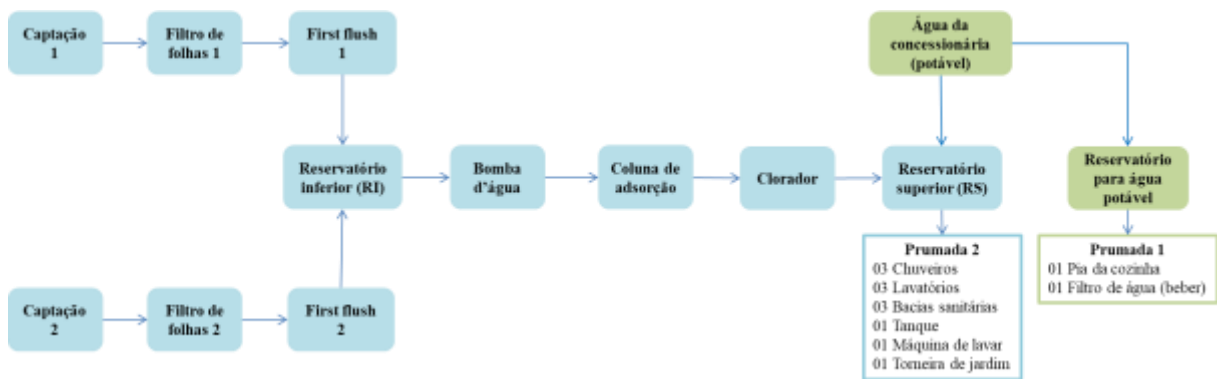 Captação
1
Filtro de
folhas 1
First flush
1
Água da
concessionária
(potável)
Reservatório
inferior (RI)
Bomba
d'água
Coluna de
adsorção
Clorador
Reservatório
superior (RS)
Reservatório
para água
potável
Prumada 2
03 Chuveiros
03 Lavatórios
03 Bacias sanitárias
01 Tanque
01 Máquina de lavar
01 Torneira de jardim
Prumada 1
01 Pia da cozinha
01 Filtro de água (beber)
Captação
2
Filtro de
folhas 2
First flush
2